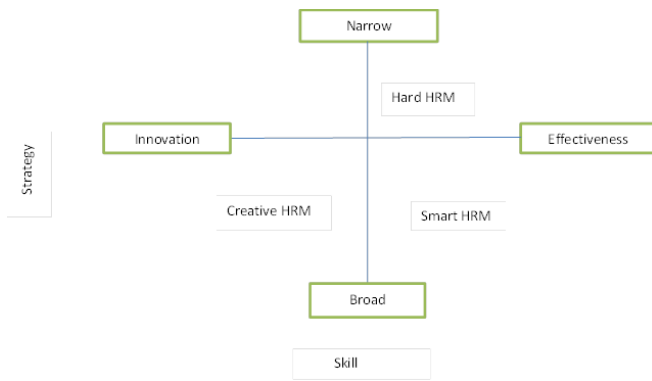 Narrow
Hard HRM
Innovation
Effectiveness
Strategy
Creative HRM
Smart HRM
Broad
Skill